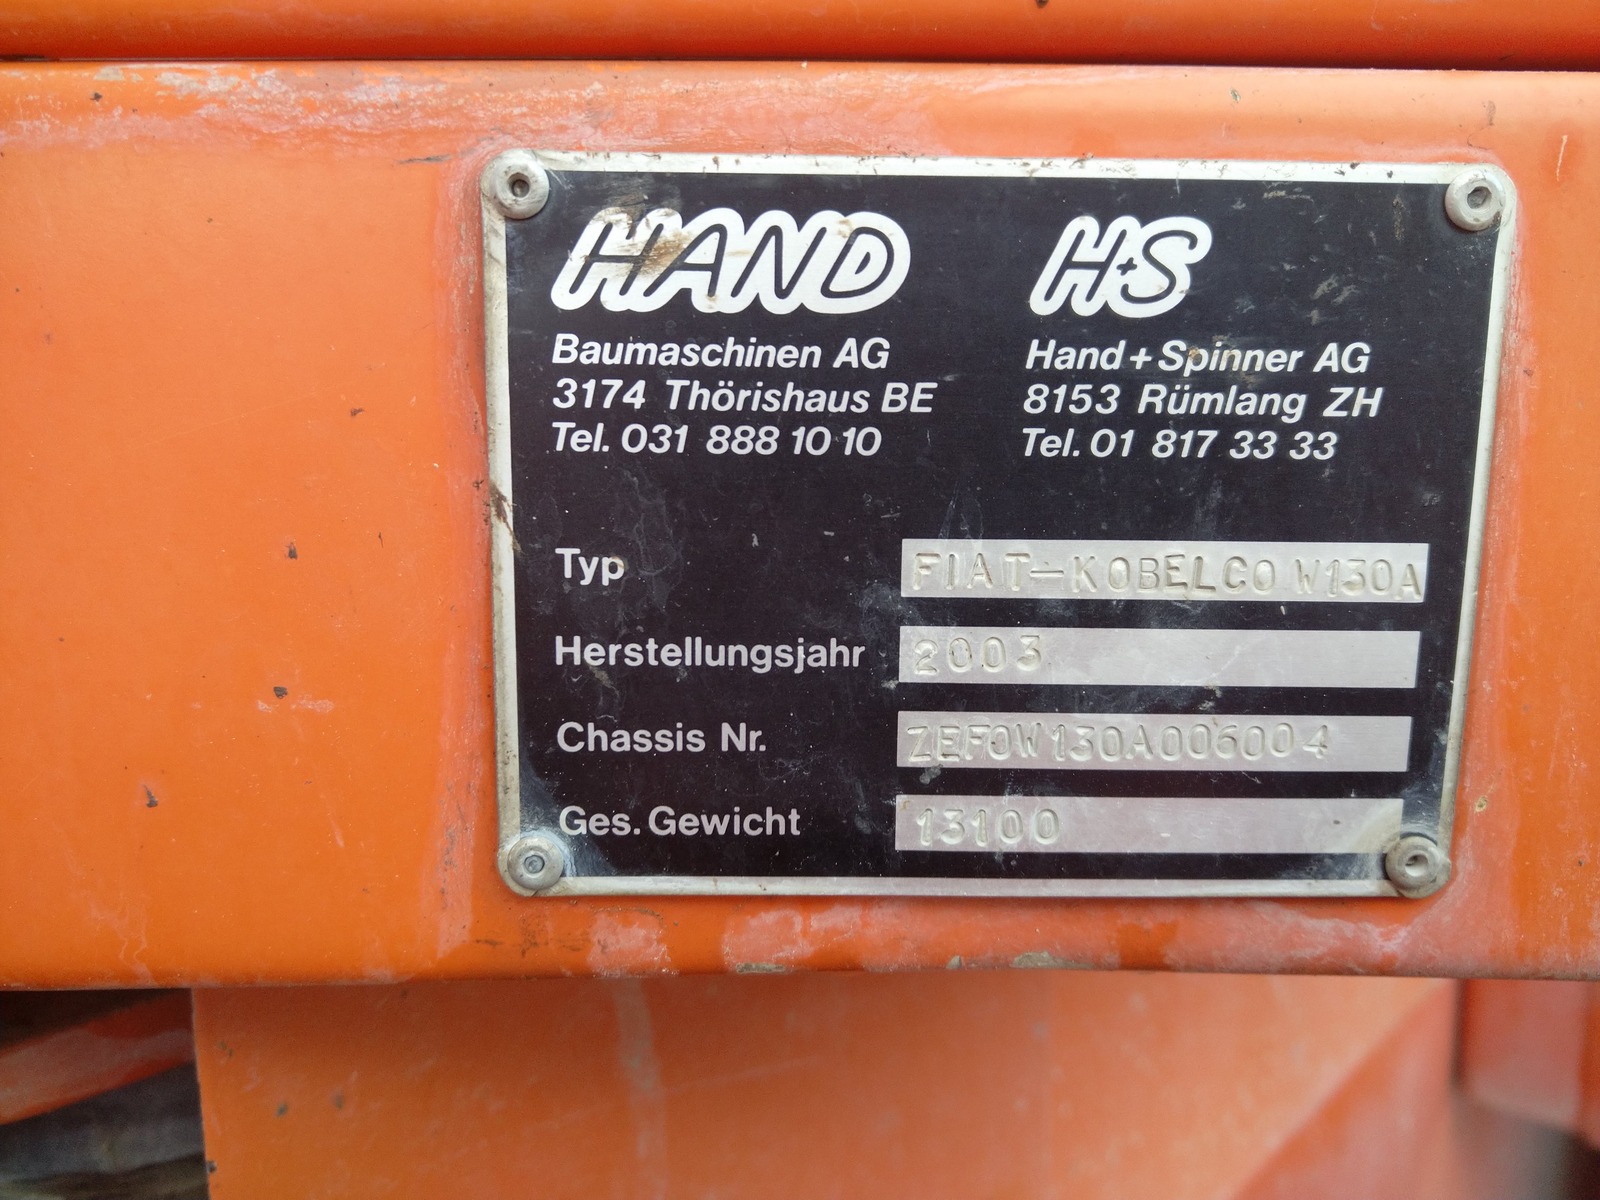 HAND
Baumaschinen AG
3174 Thörishaus BE
Tel. 031 888 10 10
H+S
Hand + Spinner AG
8153 Rümlang ZH
Tel. 01 817 33 33
Typ FIAT-KOBELCO W130A
Herstellungsjahr 2003
Chassis Nr. ZEF0W130A006004
Ges. Gewicht 13100